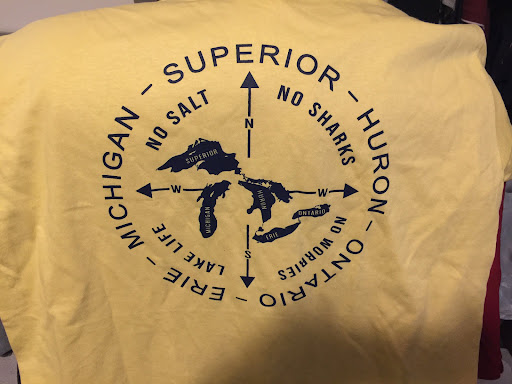 MICHIGAN - SUPERIOR - HURON - ONTARIO - ERIE -
NO SALT
NO SHARKS
N
SUPERIOR
W
W
MICHIGAN
HURON
ONTARIO
ERIE
S
LAKE LIFE
NO WORRIES